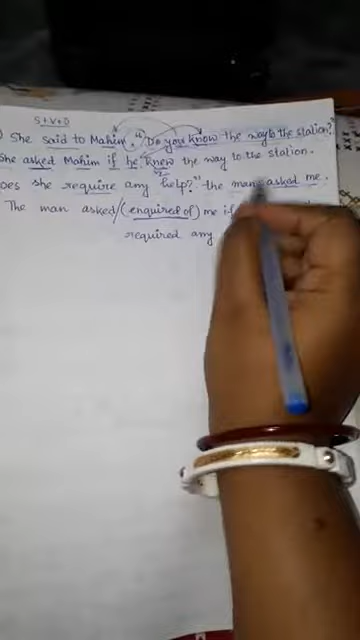 S+V+O
) She said to Mahim, "Do you know the way to the station?"
She asked Mahim if he knew the way to the station.
V2
oes she require any help?" the man asked me.
The man asked/(enquired of) me if
required any